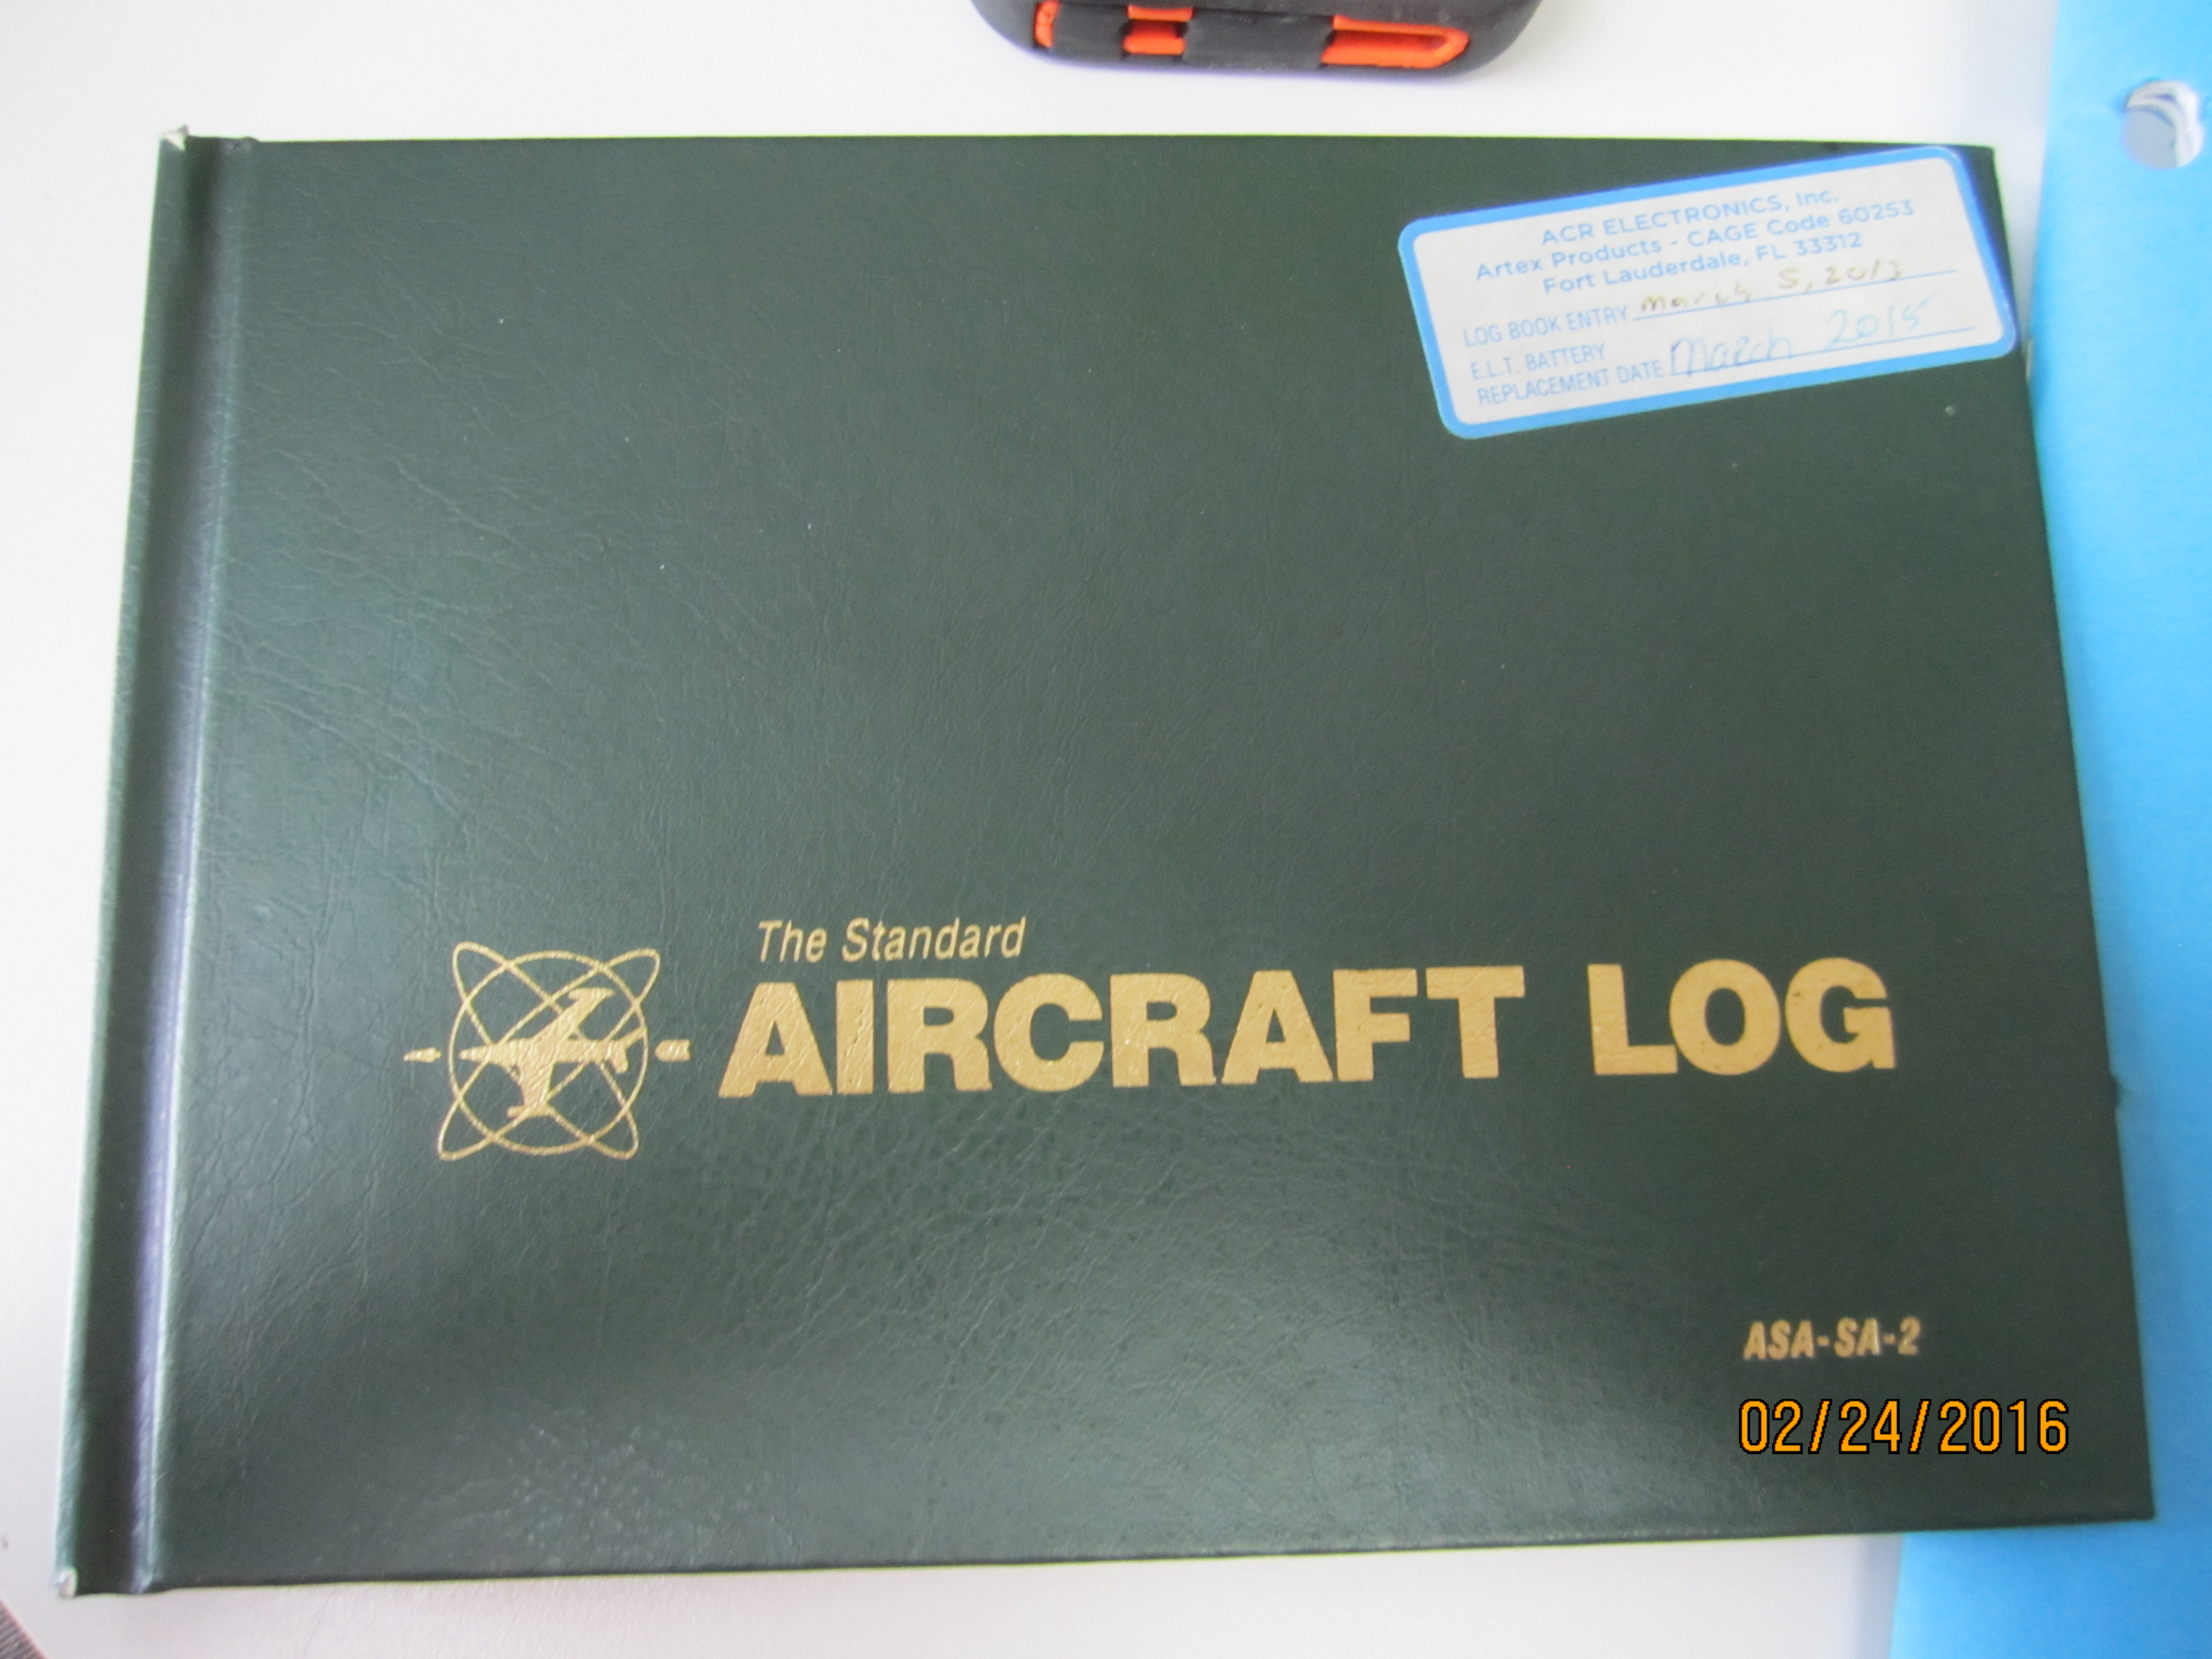 ACR ELECTRONICS, Inc.
Artex Products - CAGE Code 60253
Fort Lauderdale, FL 33312
LOG BOOK ENTRY March 5, 2013
E.L.T. BATTERY
REPLACEMENT DATE March 2015
The Standard
AIRCRAFT LOG
ASA-SA-2
02/24/2016